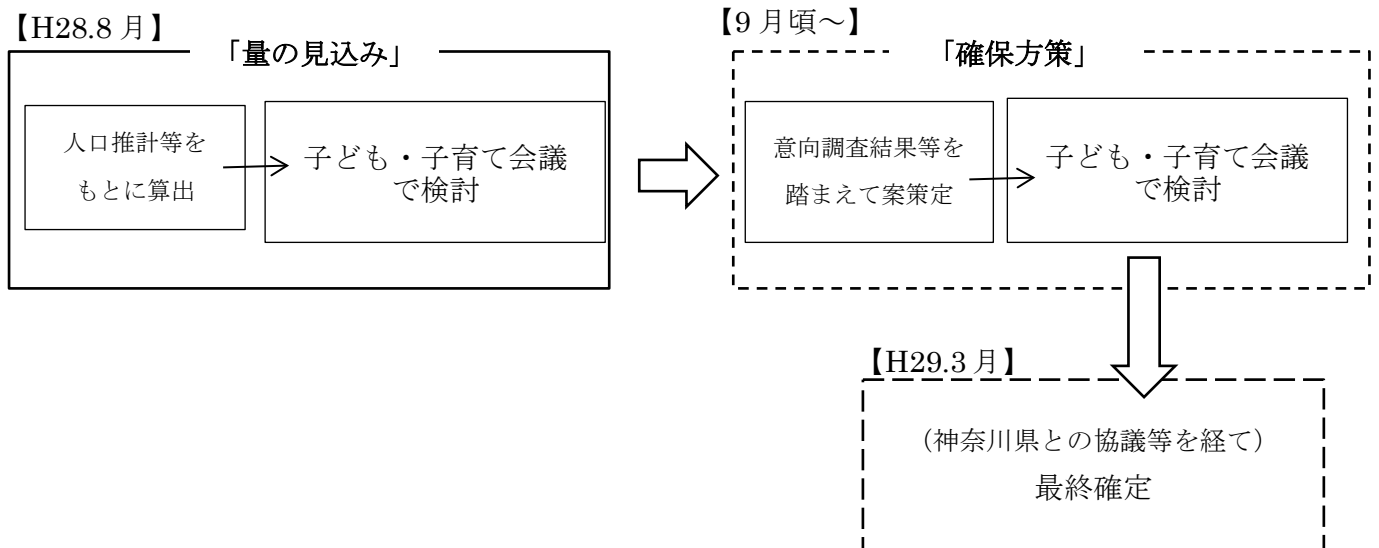 【H28.8 月】
「量の見込み」
人口推計等を
もとに算出
子ども・子育て会議
で検討
【9 月頃～】
「確保方策」
意向調査結果等を
踏まえて案策定
子ども・子育て会議
で検討
【H29.3 月】
（神奈川県との協議等を経て）
最終確定